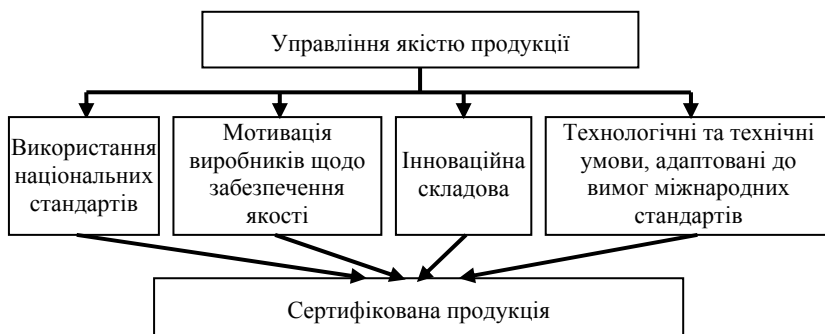 Управління якістю продукції
Використання
національних
стандартів
Мотивація
виробників щодо
забезпечення
якості
Інноваційна
складова
Технологічні та технічні
умови, адаптовані до
вимог міжнародних
стандартів
Сертифікована продукція